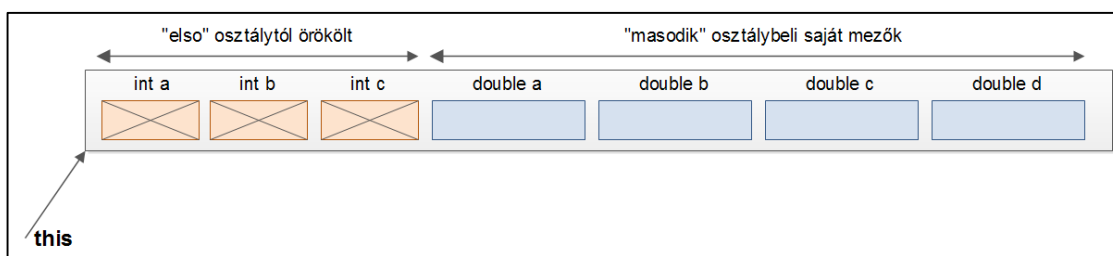 "elso" osztálytól örökölt "masodik" osztálybeli saját mezők
int a int b int c double a double b double c double d
this